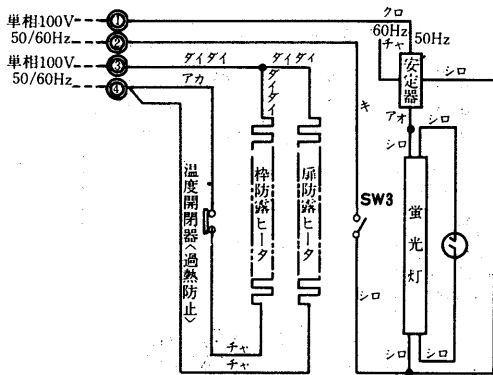 単相100V
50/60Hz
単相100V
50/60Hz
①
②
③
④
クロ
60Hz
チャ
50Hz
安定器
シロ
アオ
シロ
ダイダイ
ダイダイ
ダイダイ
アカ
キ
温度開閉器〈過熱防止〉
枠防露ヒータ
扉防露ヒータ
SW3
蛍光灯
シロ
シロ
シロ
シロ
チャ
チャ